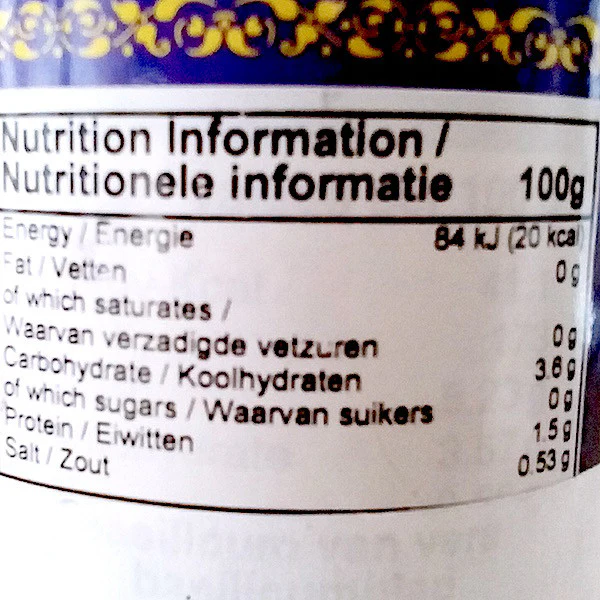 Nutrition Information /
Nutritionele informatie 100g
Energy / Energie 84 kJ (20 kcal
Fat / Vetten 0g
of which saturates /
Waarvan verzadigde vetzuren 0g
Carbohydrate / Koolhydraten 3.6g
of which sugars / Waarvan suikers 0g
Protein / Eiwitten 1.5g
Salt / Zout 0.53g